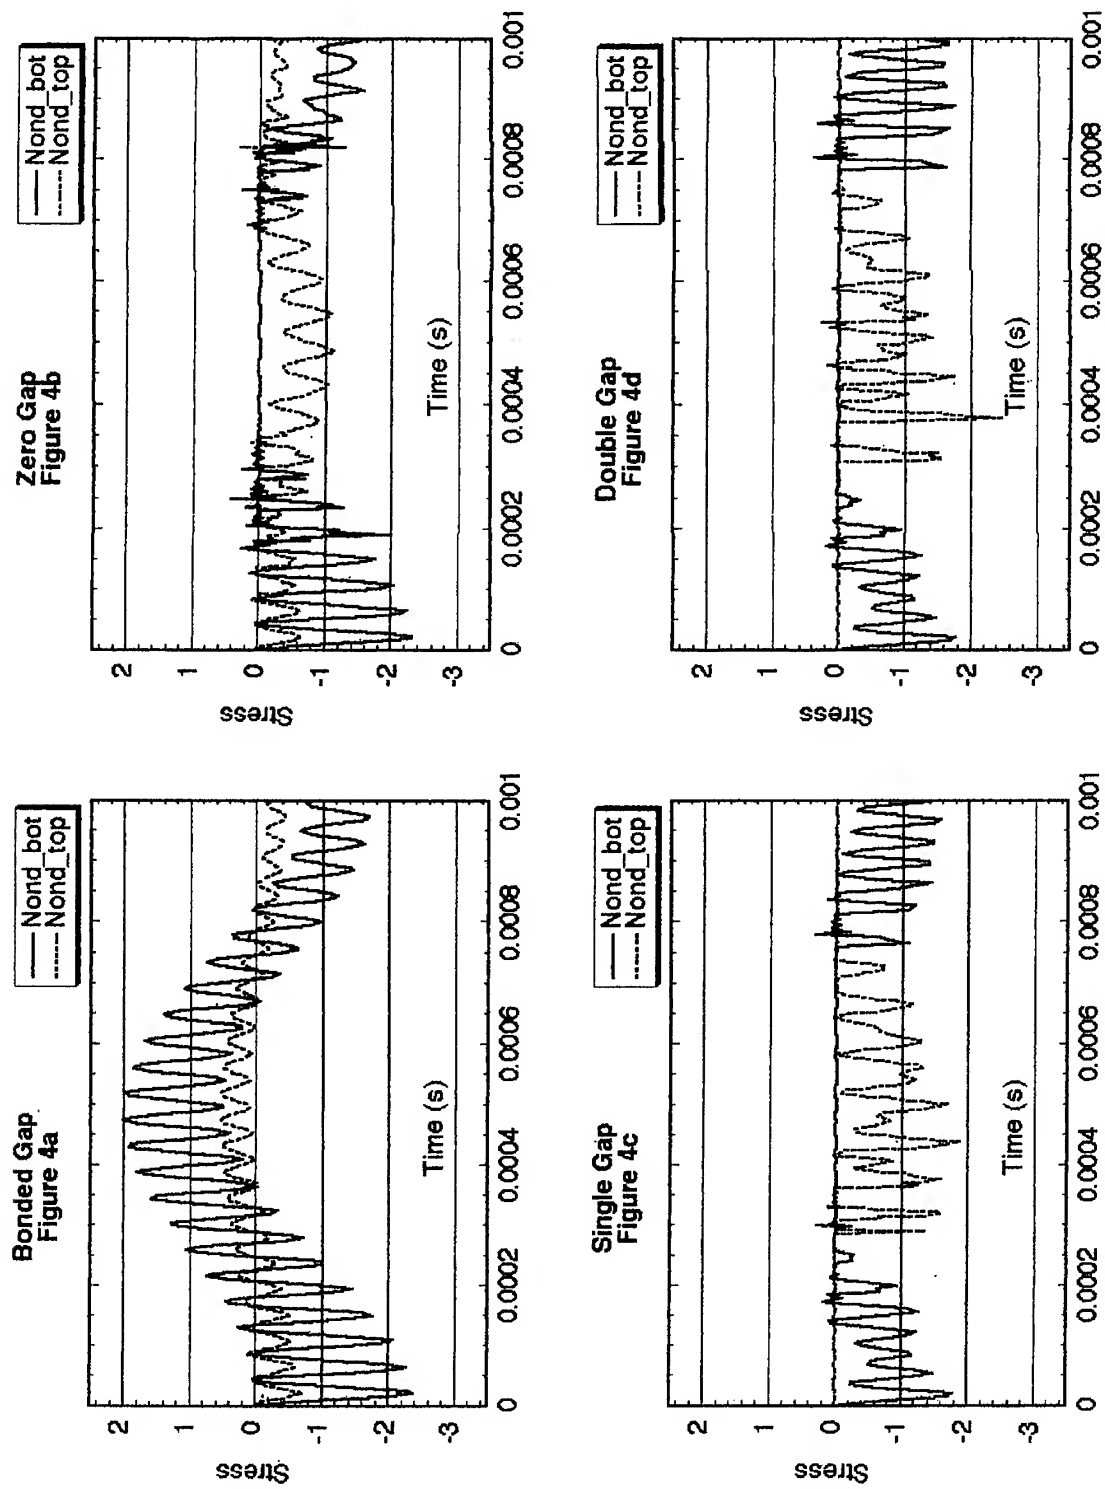 Bonded Gap
Figure 4a
Nond_bot
Nond_top
Stress
2
1
0
-1
-2
-3
0
0.0002
0.0004
0.0006
0.0008
0.001
Time (s)
Zero Gap
Figure 4b
Nond_bot
Nond_top
Stress
2
1
0
-1
-2
-3
0
0.0002
0.0004
0.0006
0.0008
0.001
Time (s)
Single Gap
Figure 4c
Nond_bot
Nond_top
Stress
2
1
0
-1
-2
-3
0
0.0002
0.0004
0.0006
0.0008
0.001
Time (s)
Double Gap
Figure 4d
Nond_bot
Nond_top
Stress
2
1
0
-1
-2
-3
0
0.0002
0.0004
0.0006
0.0008
0.001
Time (s)